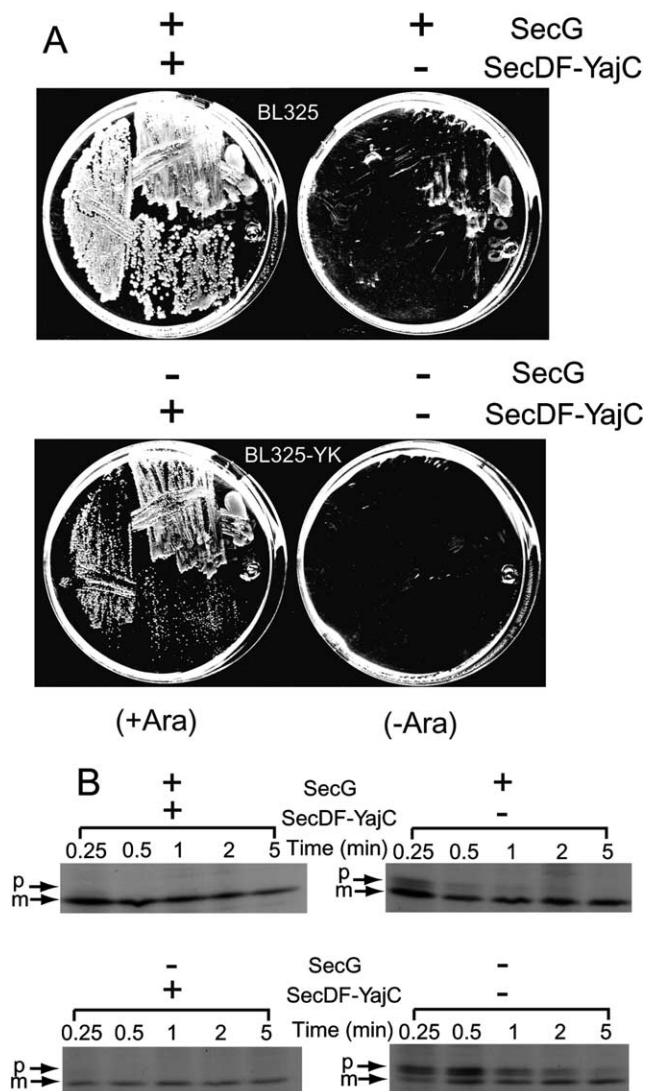 A
+ + SecG
+ - SecDF-YajC
BL325
- - SecG
+ - SecDF-YajC
BL325-YK
(+Ara) (-Ara)
B
+ SecG +
+ SecDF-YajC -
0.25 0.5 1 2 5 Time (min) 0.25 0.5 1 2 5
p p
m m
- SecG -
+ SecDF-YajC -
0.25 0.5 1 2 5 Time (min) 0.25 0.5 1 2 5
p p
m m